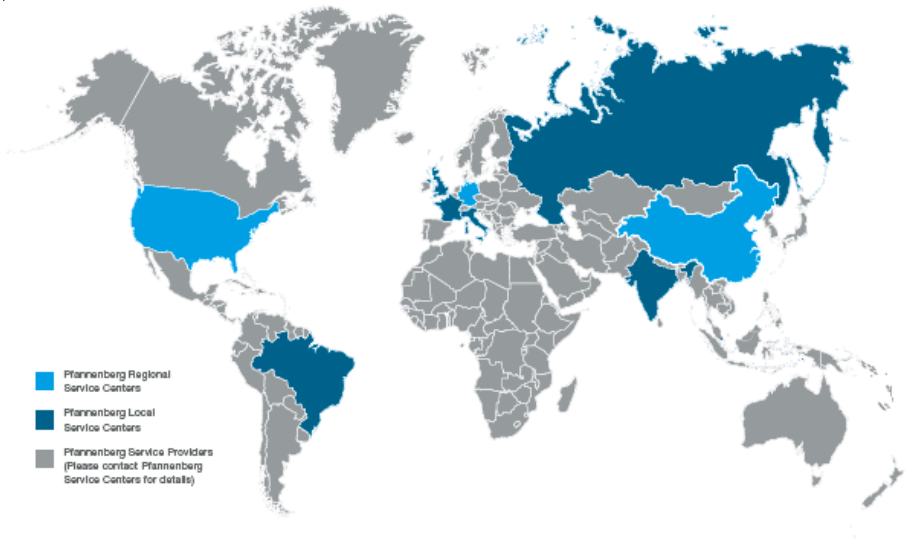 Pfannenberg Regional
Service Centers
Pfannenberg Local
Service Centers
Pfannenberg Service Providers
(Please contact Pfannenberg
Service Centers for details)